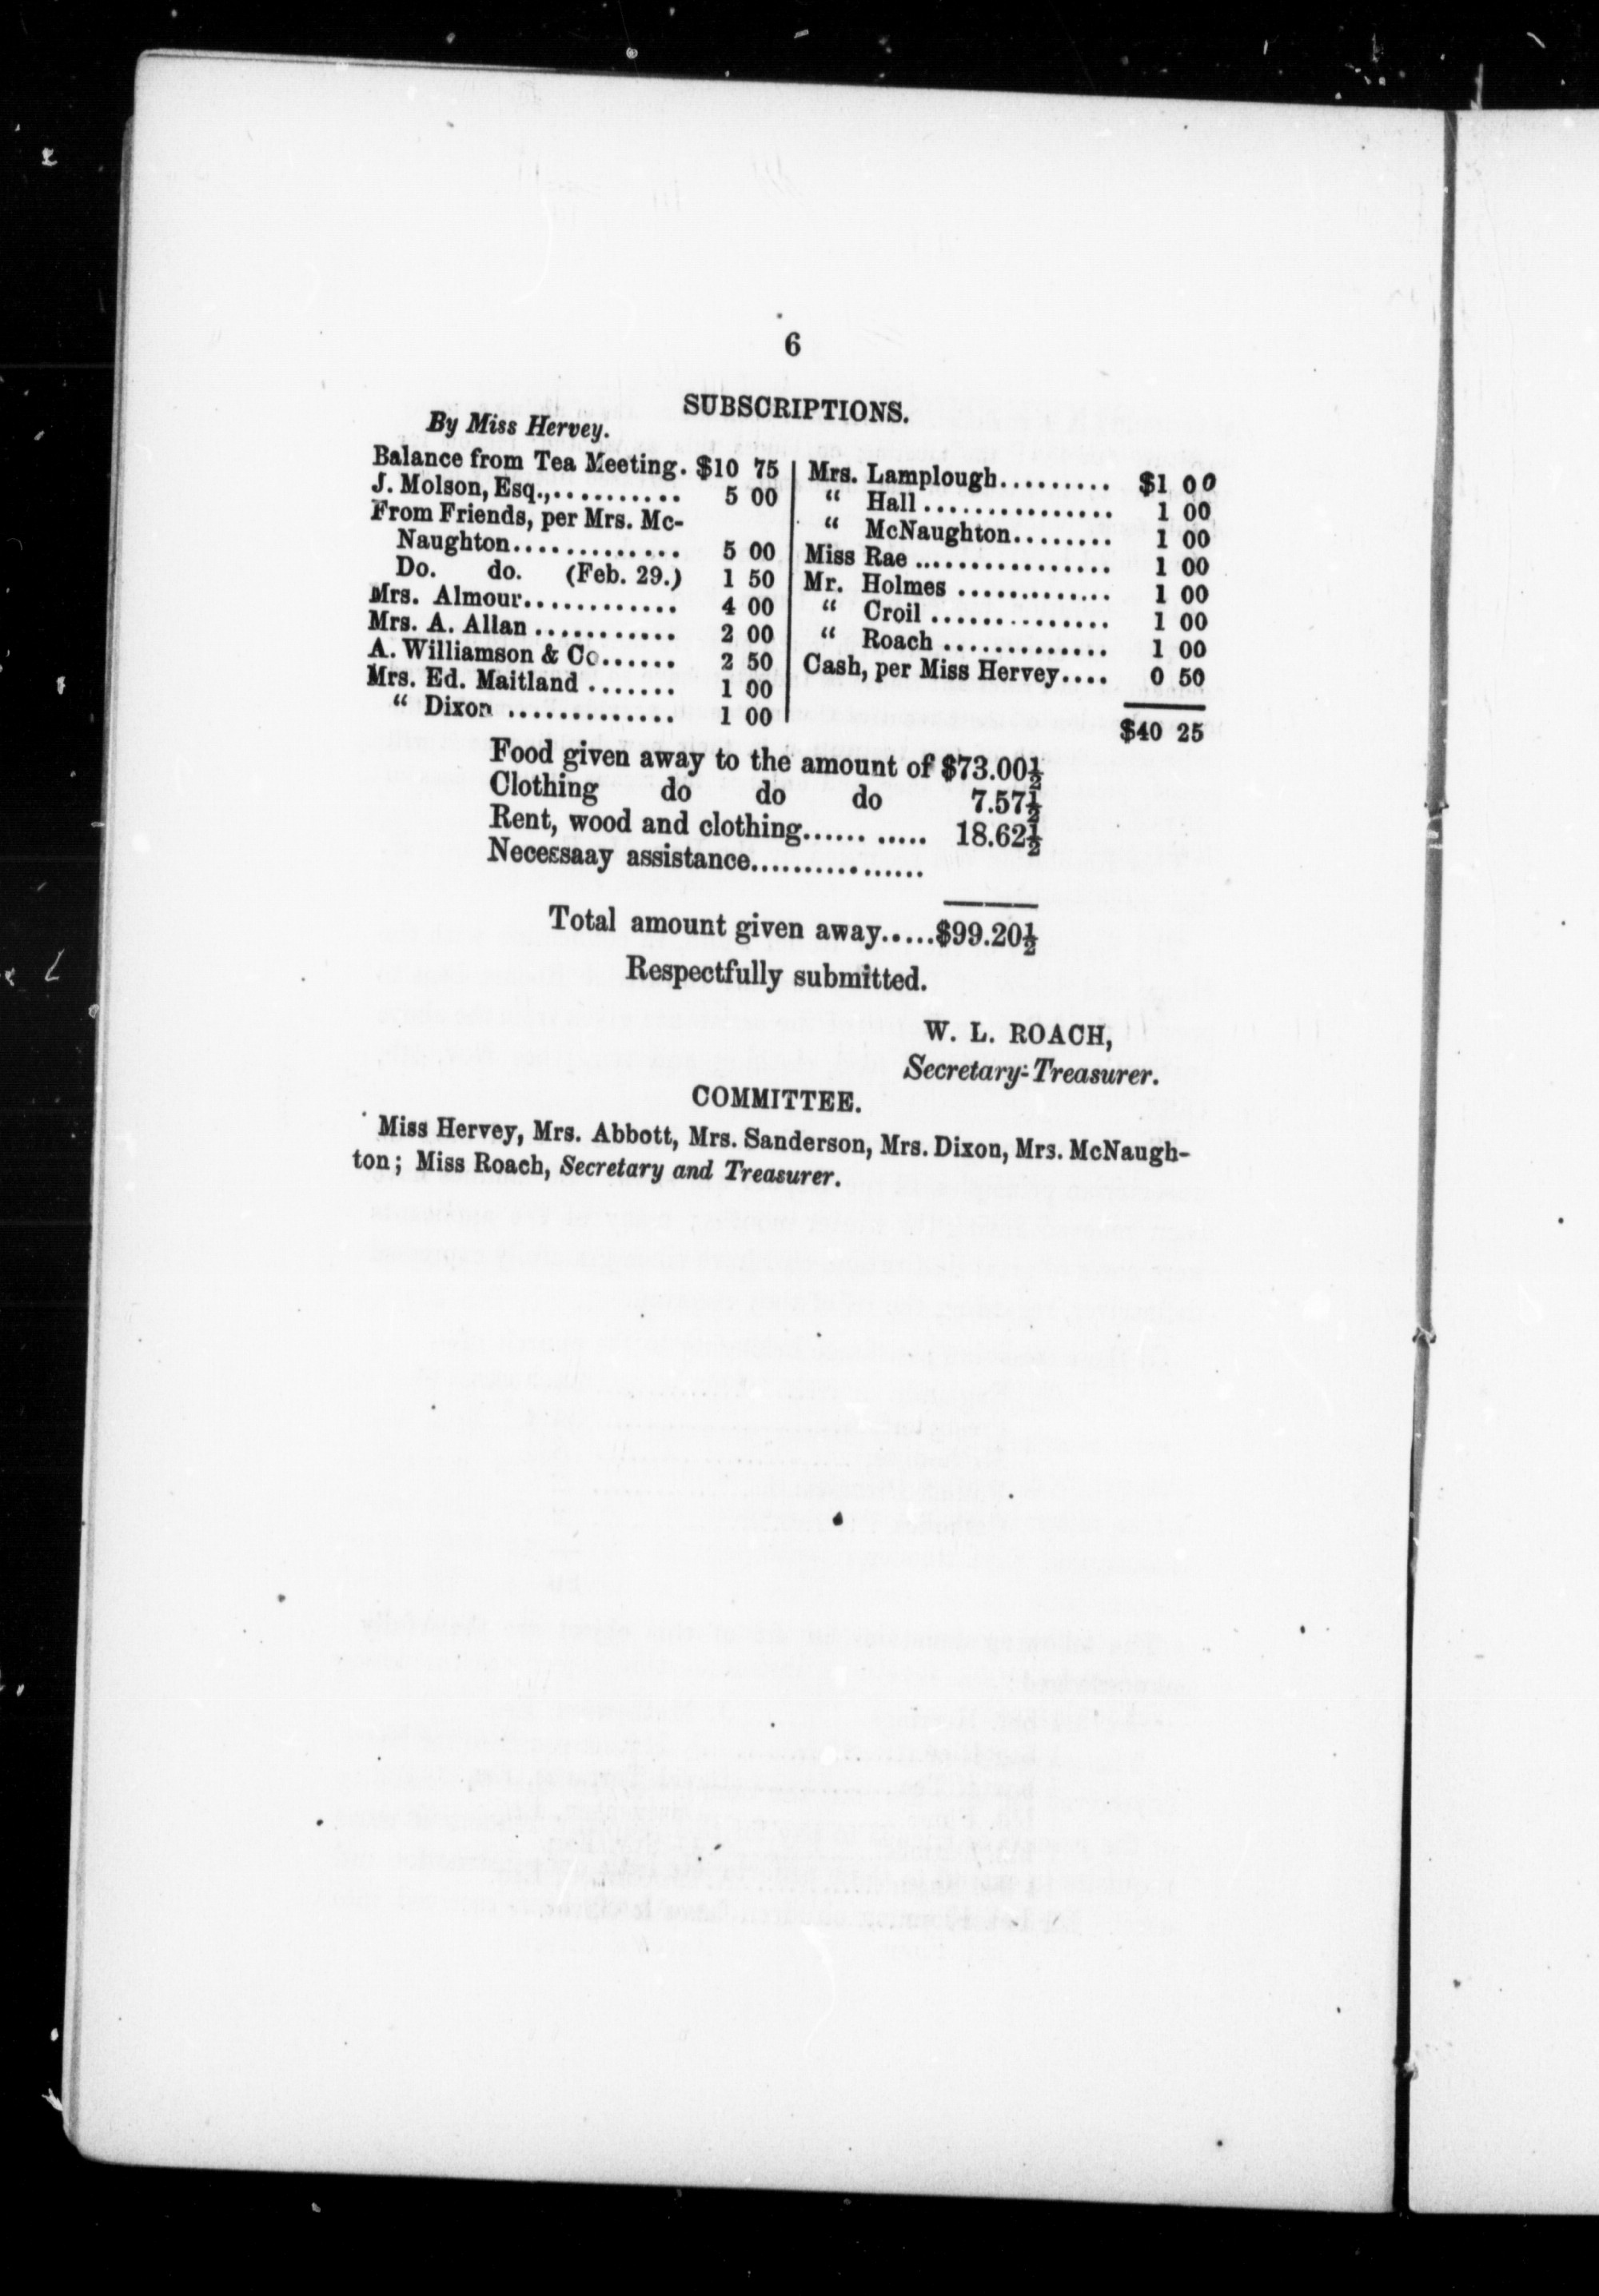 6
SUBSCRIPTIONS.
By Miss Hervey.
Balance from Tea Meeting. $10 75
J. Molson, Esq.,.......... 5 00
From Friends, per Mrs. Mc-
Naughton............. 5 00
Do. do. (Feb. 29.) 1 50
Mrs. Almour............ 4 00
Mrs. A. Allan ........... 2 00
A. Williamson & Co...... 2 50
Mrs. Ed. Maitland ....... 1 00
“ Dixon ............. 1 00
Mrs. Lamplough......... $1 00
“ Hall ............... 1 00
“ McNaughton........ 1 00
Miss Rae ................ 1 00
Mr. Holmes ............. 1 00
“ Croil .............. 1 00
“ Roach ............. 1 00
Cash, per Miss Hervey.... 0 50
$40 25
Food given away to the amount of $73.00½
Clothing do do do 7.57½
Rent, wood and clothing...... ..... 18.62½
Necessaay assistance................
Total amount given away.....$99.20½
Respectfully submitted.
W. L. ROACH,
Secretary-Treasurer.
COMMITTEE.
Miss Hervey, Mrs. Abbott, Mrs. Sanderson, Mrs. Dixon, Mrs. McNaugh-
ton; Miss Roach, Secretary and Treasurer.